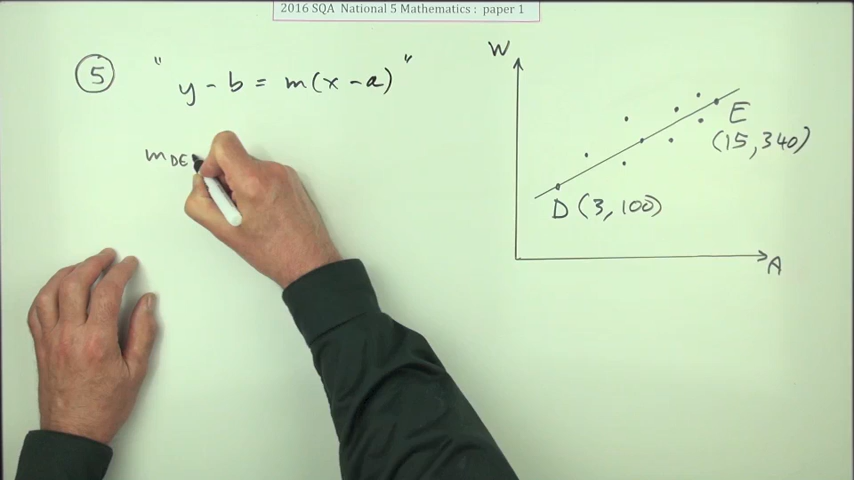 2016 SQA National 5 Mathematics : paper 1
5 " y - b = m(x - a) "
m DE
W
E
(15, 340)
D (3, 100)
A